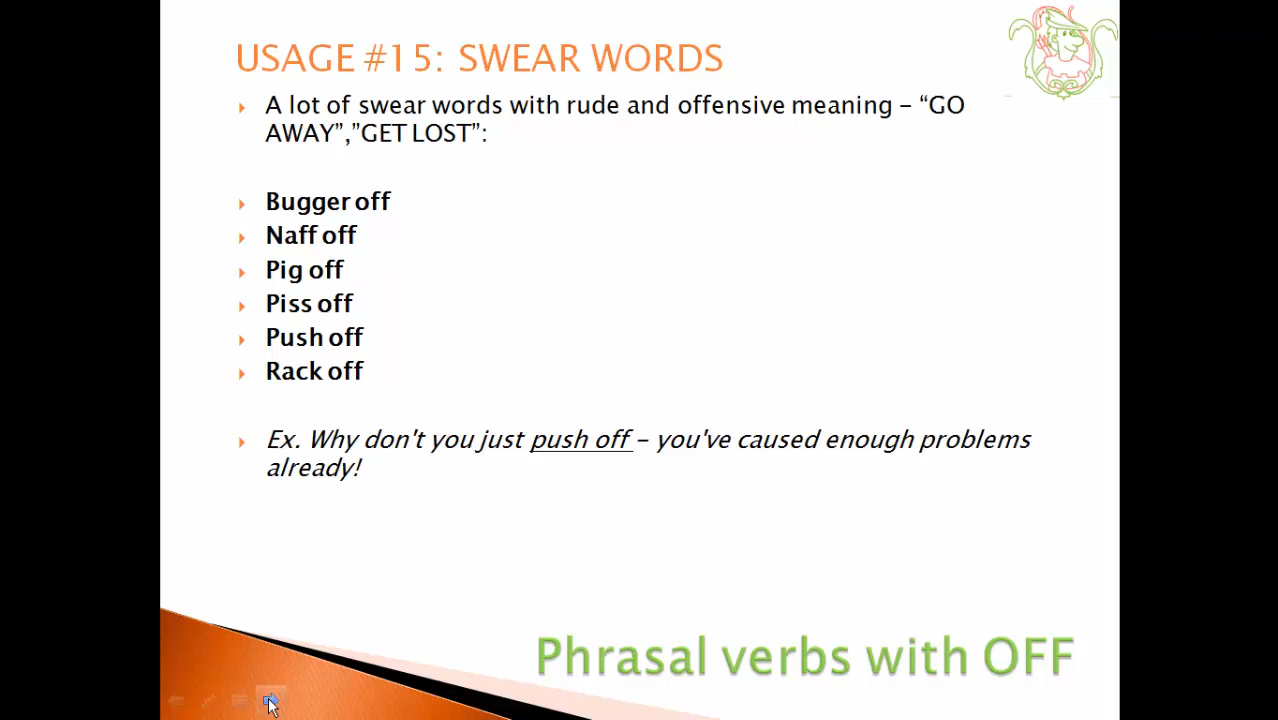 USAGE #15: SWEAR WORDS
A lot of swear words with rude and offensive meaning – “GO
AWAY”,”GET LOST”:
Bugger off
Naff off
Pig off
Piss off
Push off
Rack off
Ex. Why don't you just push off – you've caused enough problems
already!
Phrasal verbs with OFF